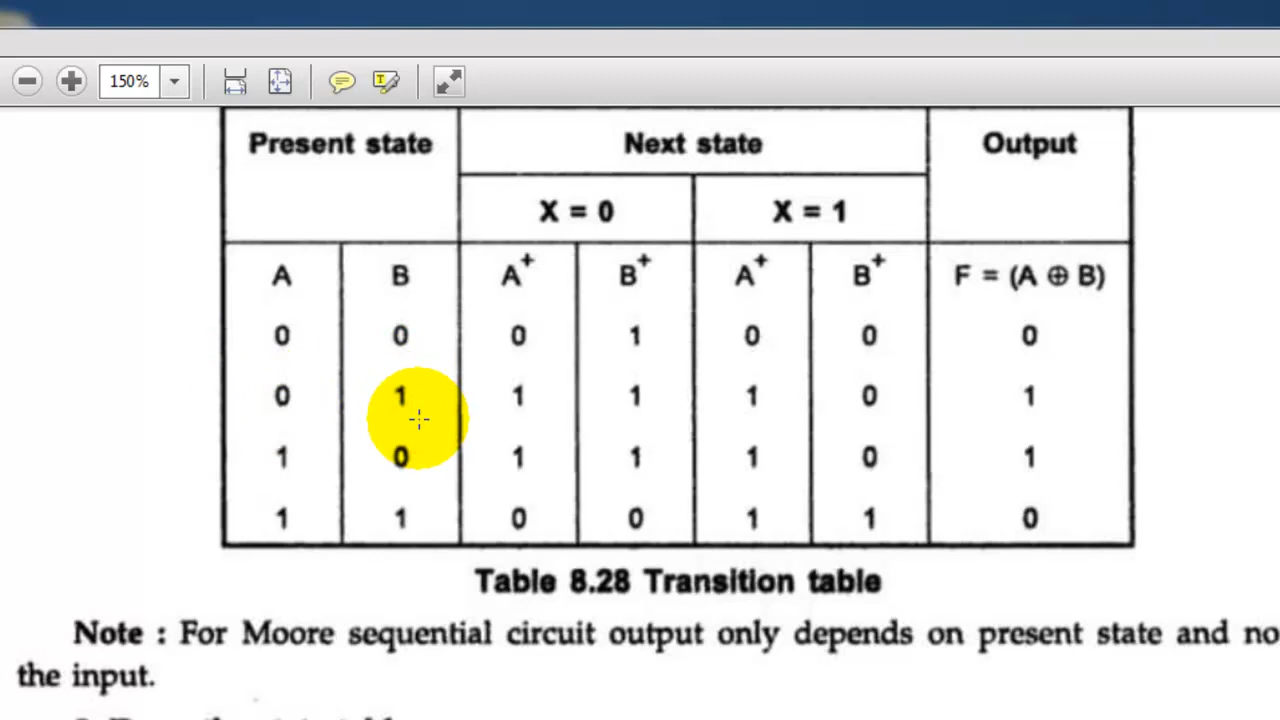 150%
Present state Next state Output
X = 0 X = 1
A B A⁺ B⁺ A⁺ B⁺ F = (A ⊕ B)
0 0 0 1 0 0 0
0 1 1 1 1 0 1
1 0 1 1 1 0 1
1 1 0 0 1 1 0
Table 8.28 Transition table
Note : For Moore sequential circuit output only depends on present state and no
the input.